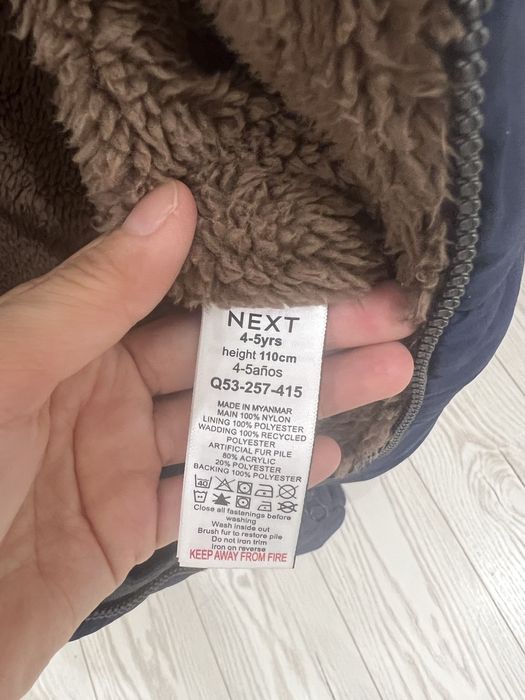 NEXT
4-5yrs
height 110cm
4-5años
Q53-257-415
MADE IN MYANMAR
MAIN 100% NYLON
LINING 100% POLYESTER
WADDING 100% RECYCLED
POLYESTER
ARTIFICIAL FUR PILE
80% ACRYLIC
20% POLYESTER
BACKING 100% POLYESTER
40
Close all fastenings before
washing
Wash inside out
Brush fur to restore pile
Do not iron trim
Iron on reverse
KEEP AWAY FROM FIRE